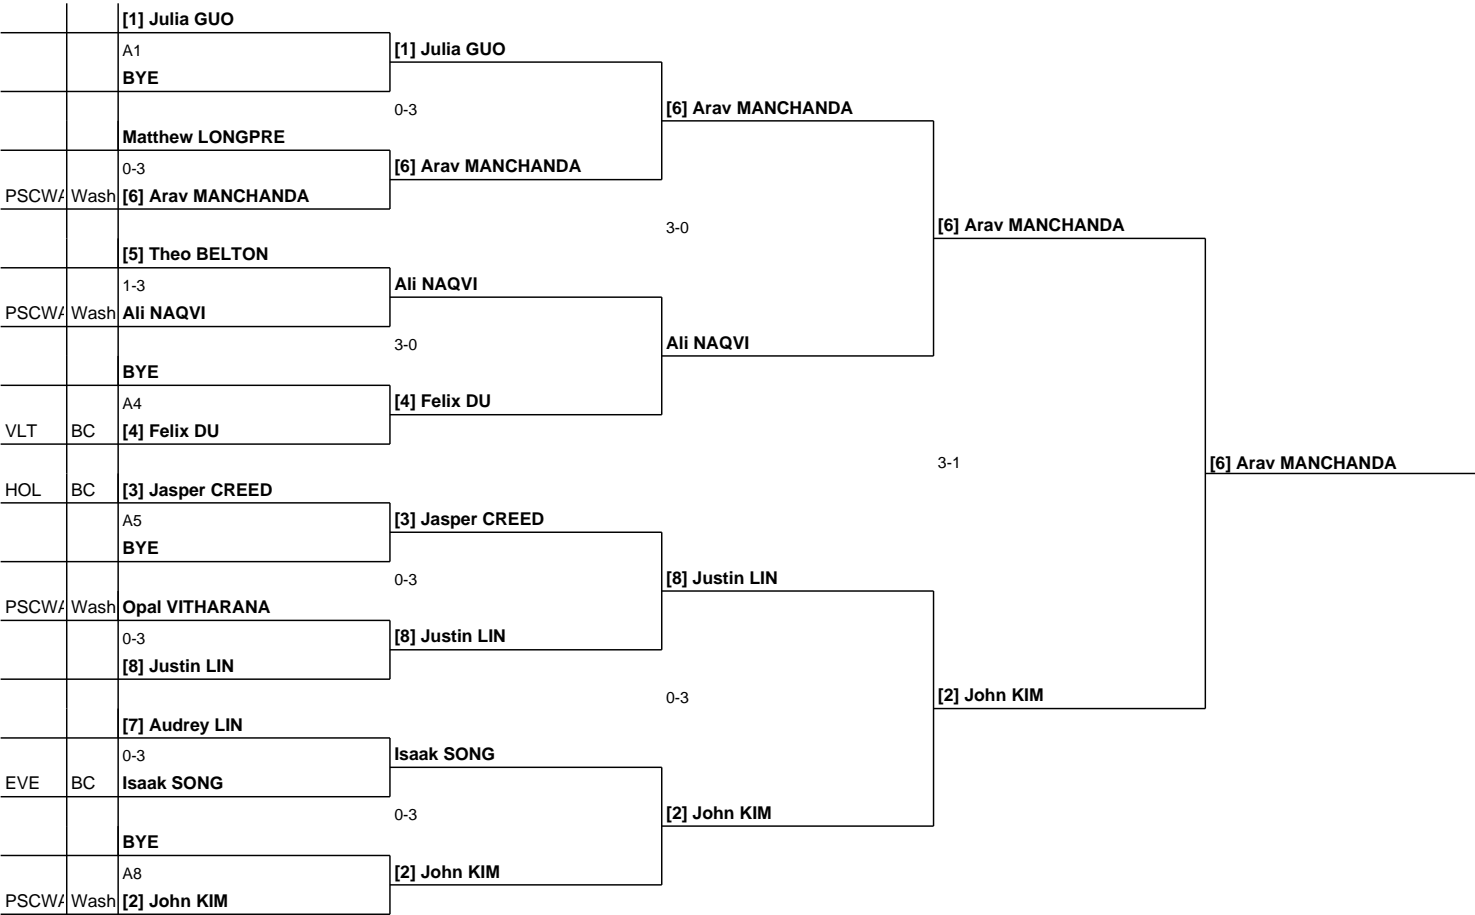 [1] Julia GUO
A1
[1] Julia GUO
BYE
0-3
[6] Arav MANCHANDA
Matthew LONGPRE
0-3
[6] Arav MANCHANDA
PSCWA Wash [6] Arav MANCHANDA
3-0
[6] Arav MANCHANDA
[5] Theo BELTON
1-3
Ali NAQVI
PSCWA Wash Ali NAQVI
3-0
Ali NAQVI
BYE
A4
[4] Felix DU
VLT BC [4] Felix DU
3-1
[6] Arav MANCHANDA
HOL BC [3] Jasper CREED
A5
[3] Jasper CREED
BYE
0-3
[8] Justin LIN
PSCWA Wash Opal VITHARANA
0-3
[8] Justin LIN
[8] Justin LIN
0-3
[2] John KIM
[7] Audrey LIN
0-3
Isaak SONG
EVE BC Isaak SONG
0-3
[2] John KIM
BYE
A8
[2] John KIM
PSCWA Wash [2] John KIM